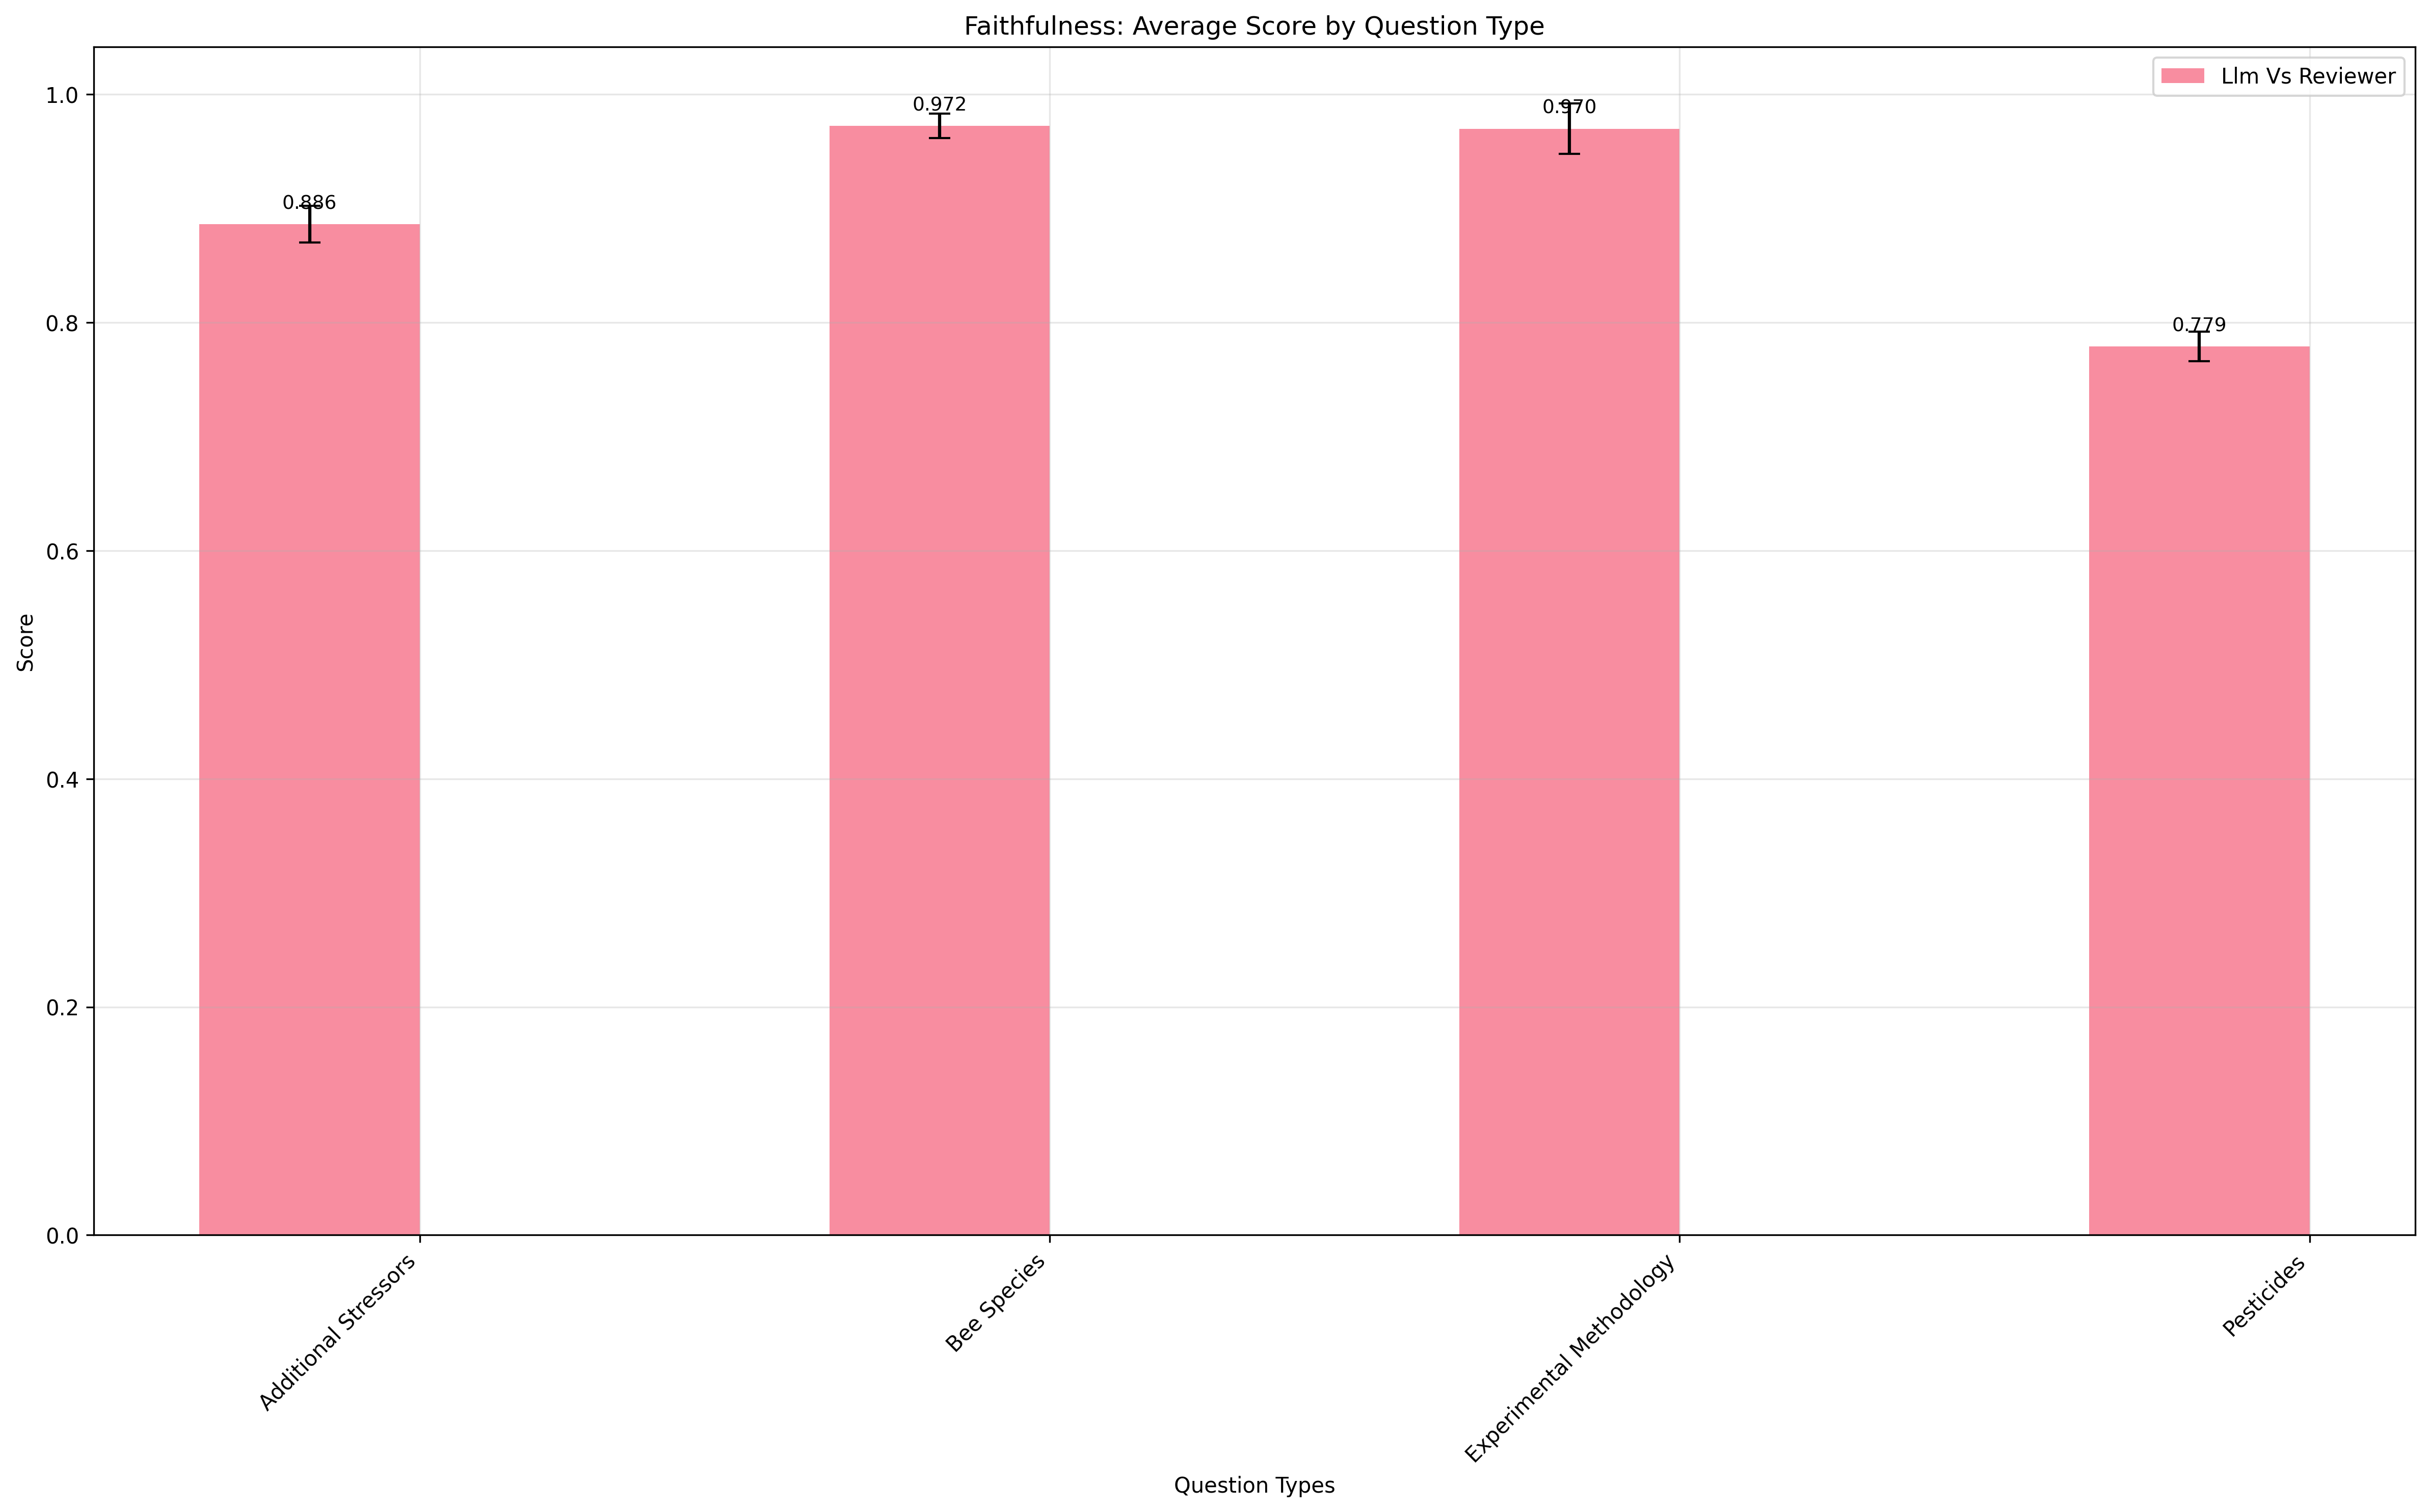 Faithfulness: Average Score by Question Type
Llm Vs Reviewer
1.0
0.8
0.6
0.4
0.2
0.0
Score
0.886
0.972
0.970
0.779
Additional Stressors
Bee Species
Experimental Methodology
Pesticides
Question Types